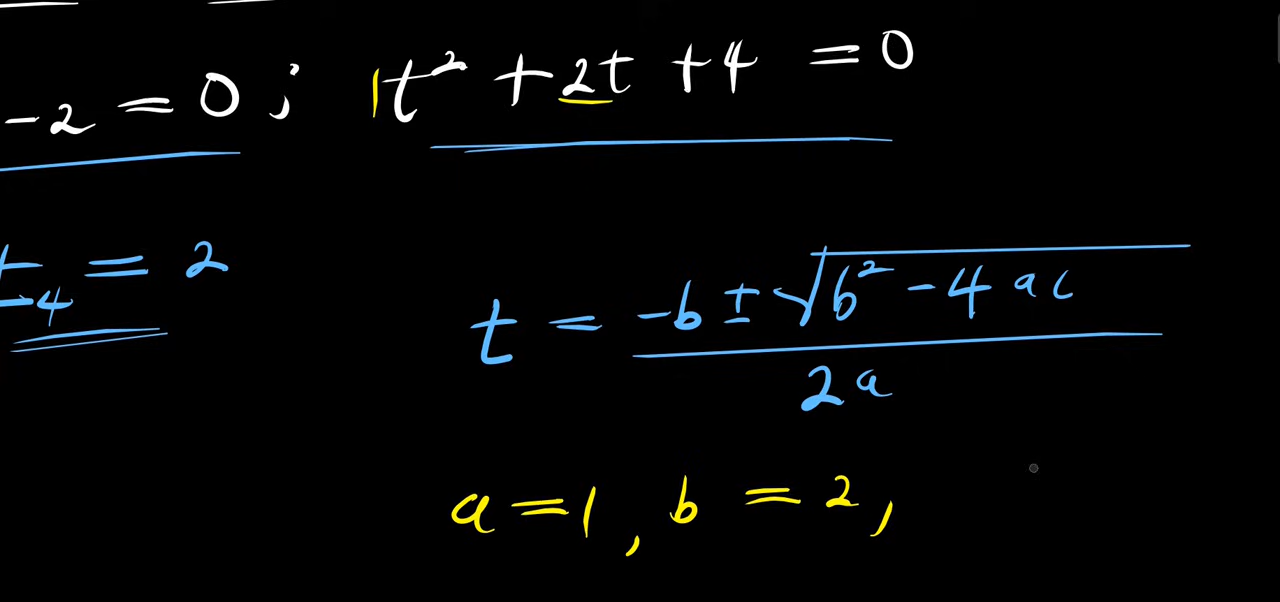 -2 = 0 ; 1t² + 2t + 4 = 0
t₄ = 2
t = (-b ± √(b² - 4ac)) / 2a
a = 1, b = 2,